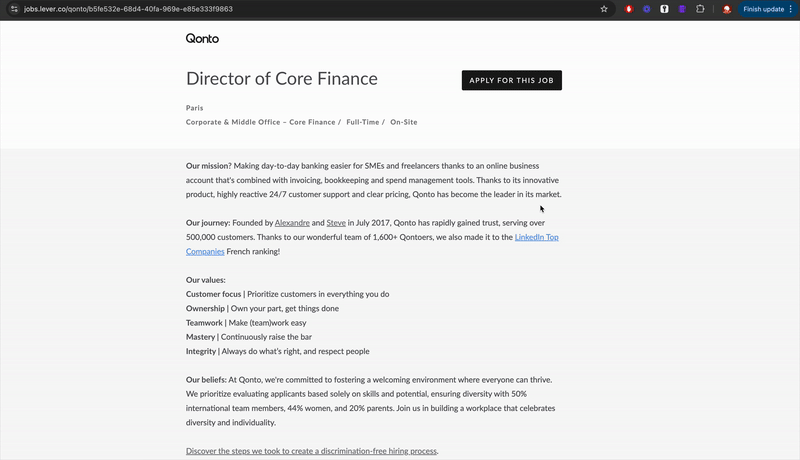 jobs.lever.co/qonto/b5fe532e-68d4-40fa-969e-e85e333f9863
Finish update
Qonto
Director of Core Finance
APPLY FOR THIS JOB
Paris
Corporate & Middle Office – Core Finance / Full-Time / On-Site
Our mission? Making day-to-day banking easier for SMEs and freelancers thanks to an online business
account that's combined with invoicing, bookkeeping and spend management tools. Thanks to its innovative
product, highly reactive 24/7 customer support and clear pricing, Qonto has become the leader in its market.
Our journey: Founded by Alexandre and Steve in July 2017, Qonto has rapidly gained trust, serving over
500,000 customers. Thanks to our wonderful team of 1,600+ Qontoers, we also made it to the LinkedIn Top
Companies French ranking!
Our values:
Customer focus | Prioritize customers in everything you do
Ownership | Own your part, get things done
Teamwork | Make (team)work easy
Mastery | Continuously raise the bar
Integrity | Always do what's right, and respect people
Our beliefs: At Qonto, we're committed to fostering a welcoming environment where everyone can thrive.
We prioritize evaluating applicants based solely on skills and potential, ensuring diversity with 50%
international team members, 44% women, and 20% parents. Join us in building a workplace that celebrates
diversity and individuality.
Discover the steps we took to create a discrimination-free hiring process.